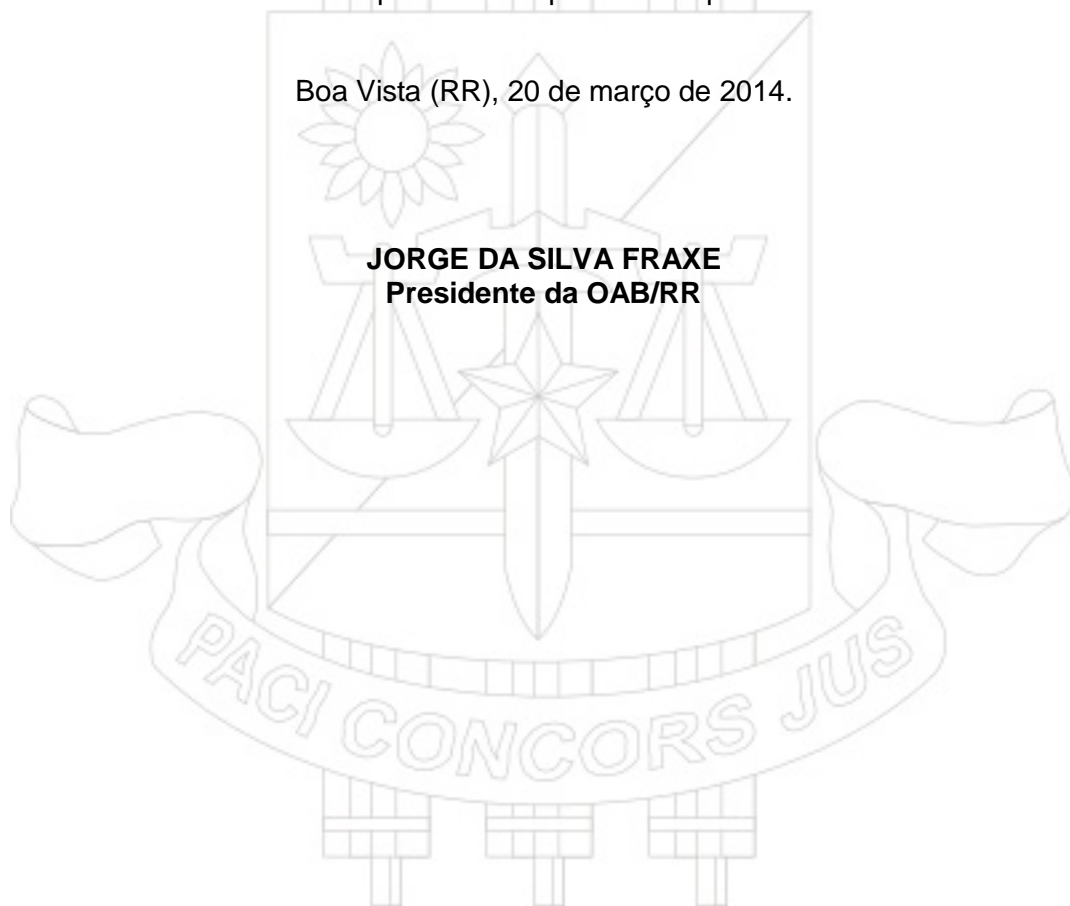 Boa Vista (RR), 20 de março de 2014.
JORGE DA SILVA FRAXE
Presidente da OAB/RR
PACI CONCORS JUS